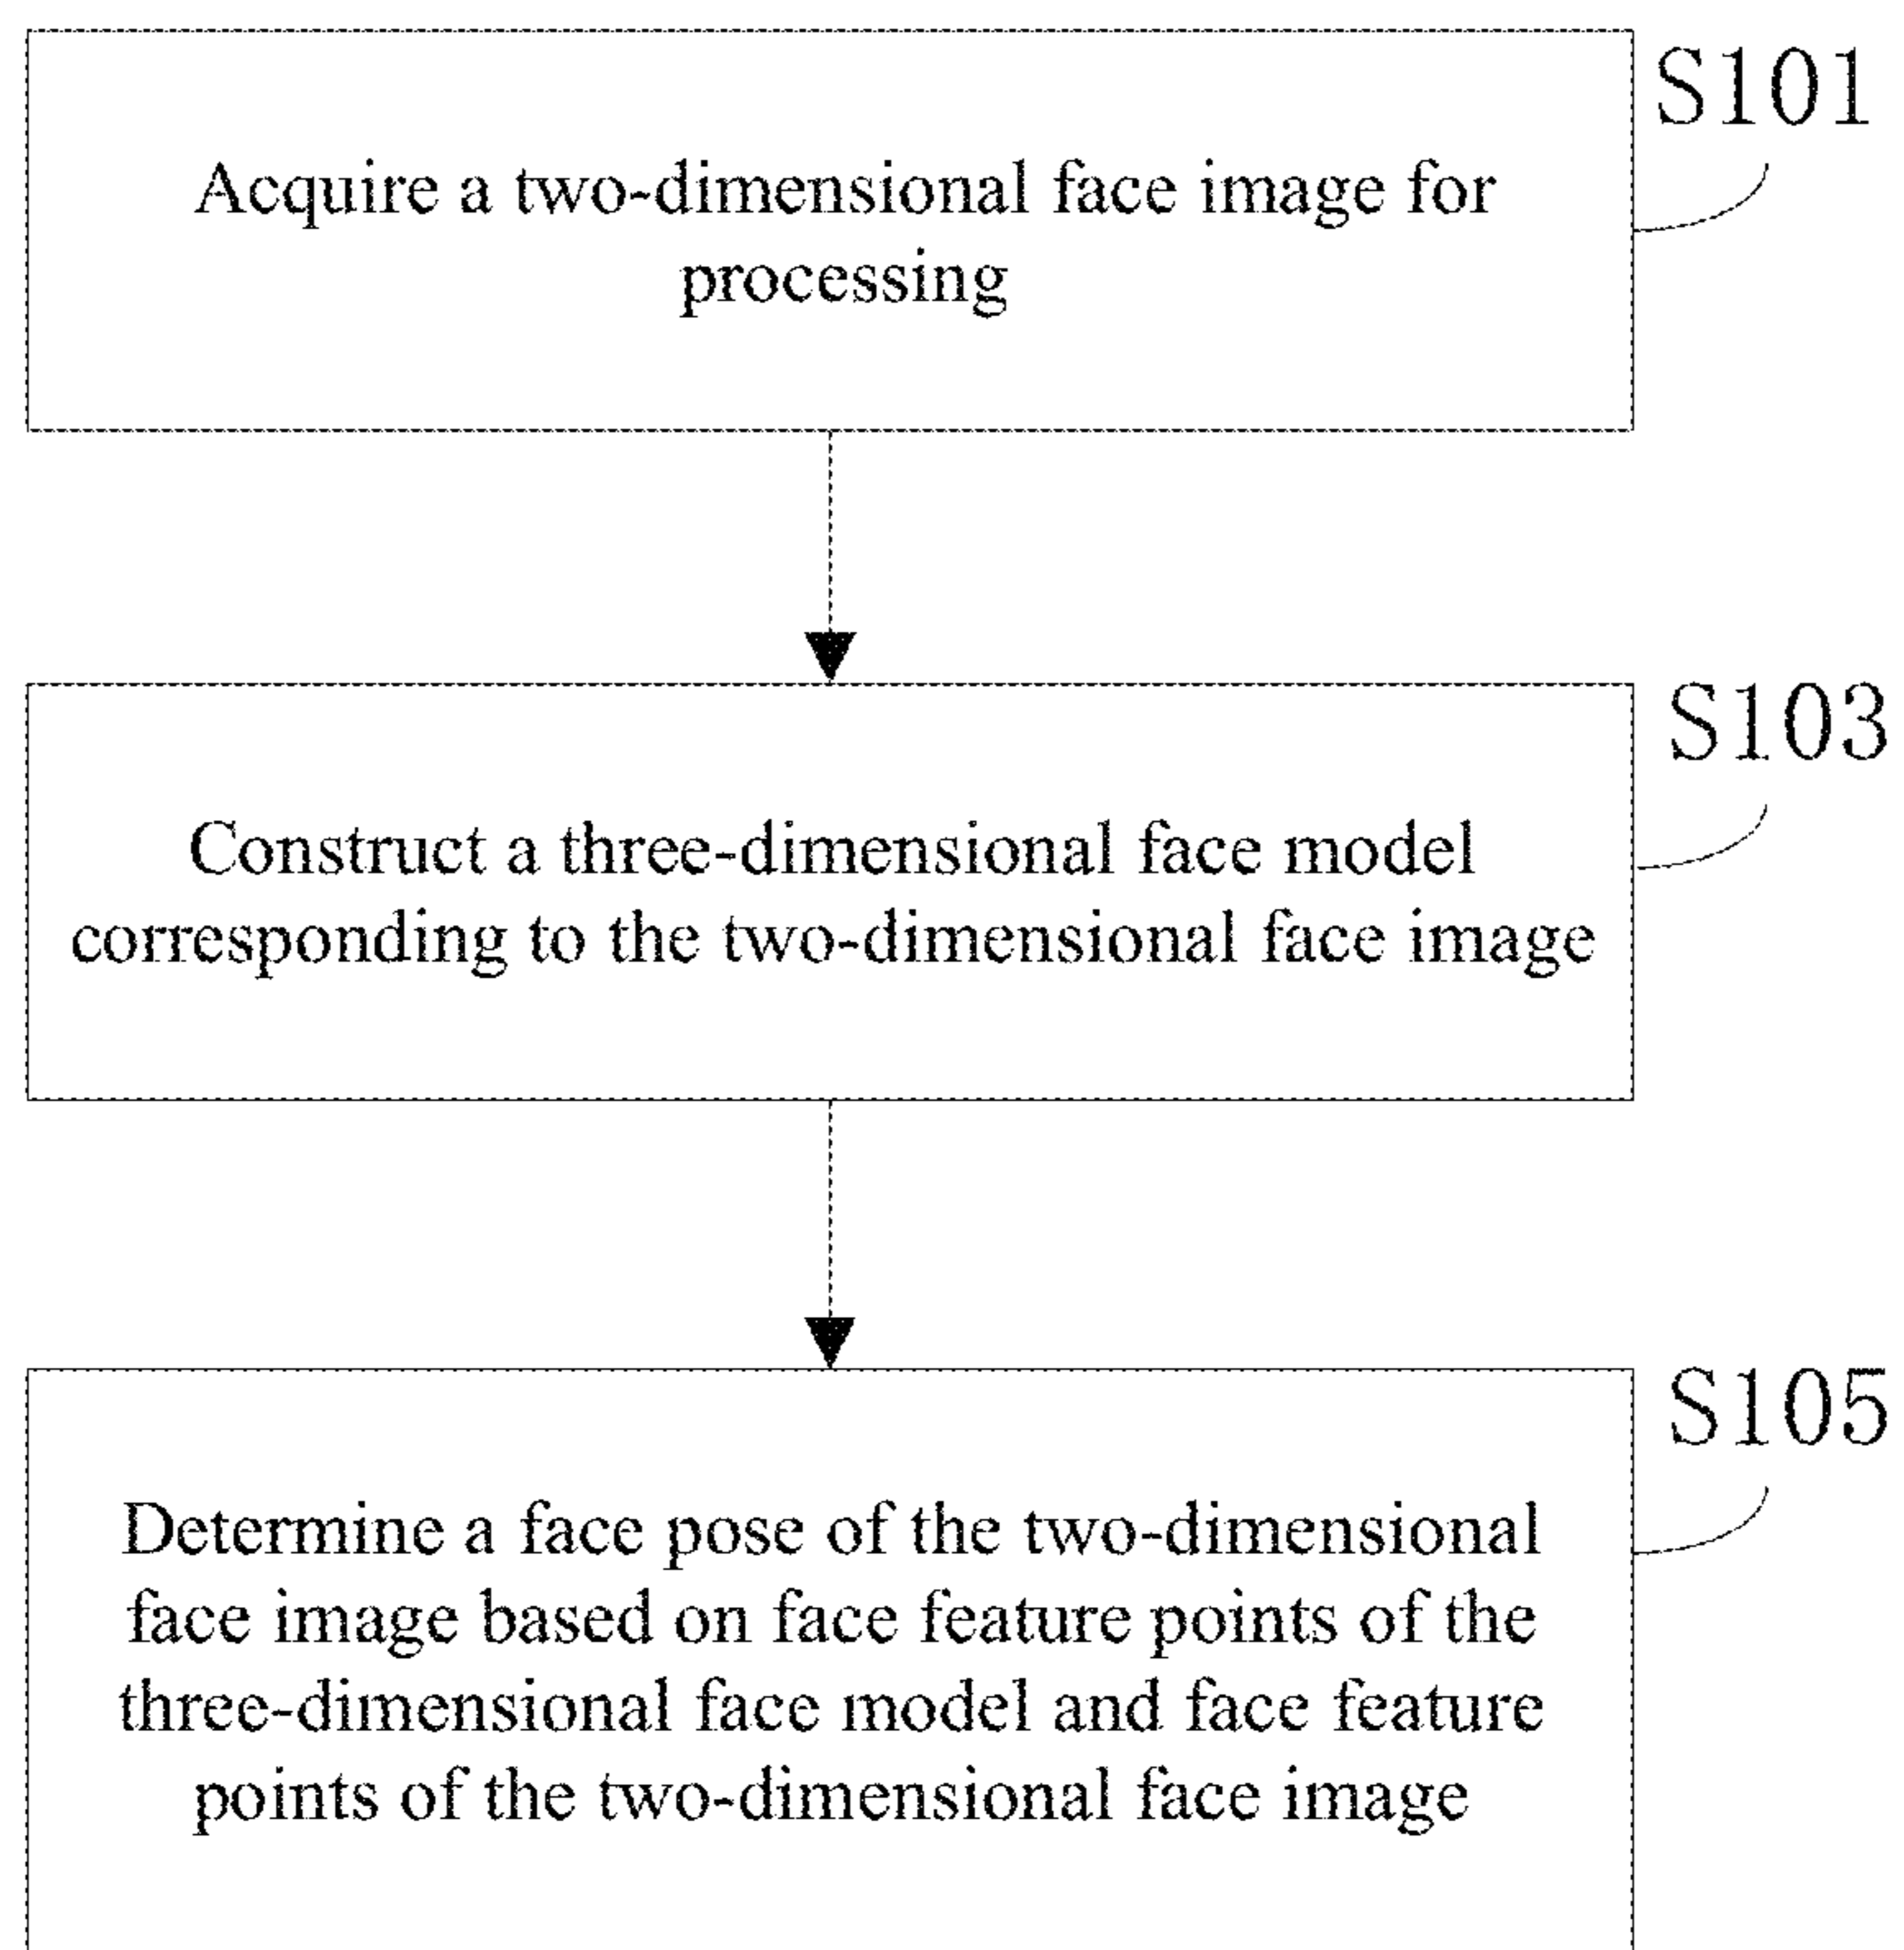 S101
Acquire a two-dimensional face image for
processing
S103
Construct a three-dimensional face model
corresponding to the two-dimensional face image
S105
Determine a face pose of the two-dimensional
face image based on face feature points of the
three-dimensional face model and face feature
points of the two-dimensional face image